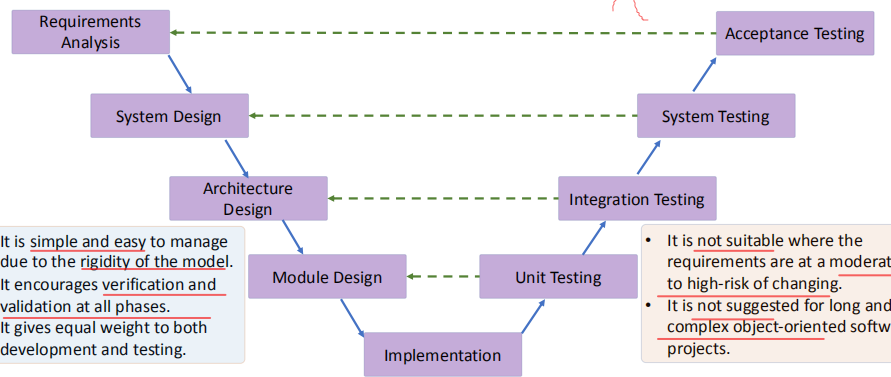 Requirements
Analysis
Acceptance Testing
System Design
System Testing
Architecture
Design
Integration Testing
Module Design
Unit Testing
Implementation
It is simple and easy to manage
due to the rigidity of the model.
It encourages verification and
validation at all phases.
It gives equal weight to both
development and testing.
• It is not suitable where the
requirements are at a moderat
to high-risk of changing.
• It is not suggested for long and
complex object-oriented softw
projects.